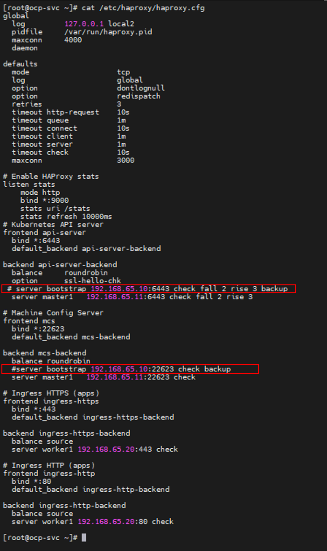 [root@ocp-svc ~]# cat /etc/haproxy/haproxy.cfg
global
  log         127.0.0.1 local2
  pidfile     /var/run/haproxy.pid
  maxconn     4000
  daemon

defaults
  mode                    tcp
  log                     global
  option                  dontlognull
  option                  redispatch
  retries                 3
  timeout http-request    10s
  timeout queue           1m
  timeout connect         10s
  timeout client          1m
  timeout server          1m
  timeout check           10s
  maxconn                 3000

# Enable HAProxy stats
listen stats
    mode http
    bind *:9000
    stats uri /stats
    stats refresh 10000ms
# Kubernetes API server
frontend api-server
  bind *:6443
  default_backend api-server-backend

backend api-server-backend
  balance     roundrobin
  option      ssl-hello-chk
 # server bootstrap 192.168.65.10:6443 check fall 2 rise 3 backup
  server master1   192.168.65.11:6443 check fall 2 rise 3

# Machine Config Server
frontend mcs
  bind *:22623
  default_backend mcs-backend

backend mcs-backend
  balance roundrobin
  #server bootstrap 192.168.65.10:22623 check backup
  server master1   192.168.65.11:22623 check

# Ingress HTTPS (apps)
frontend ingress-https
  bind *:443
  default_backend ingress-https-backend

backend ingress-https-backend
  balance source
  server worker1 192.168.65.20:443 check

# Ingress HTTP (apps)
frontend ingress-http
  bind *:80
  default_backend ingress-http-backend

backend ingress-http-backend
  balance source
  server worker1 192.168.65.20:80 check

[root@ocp-svc ~]#